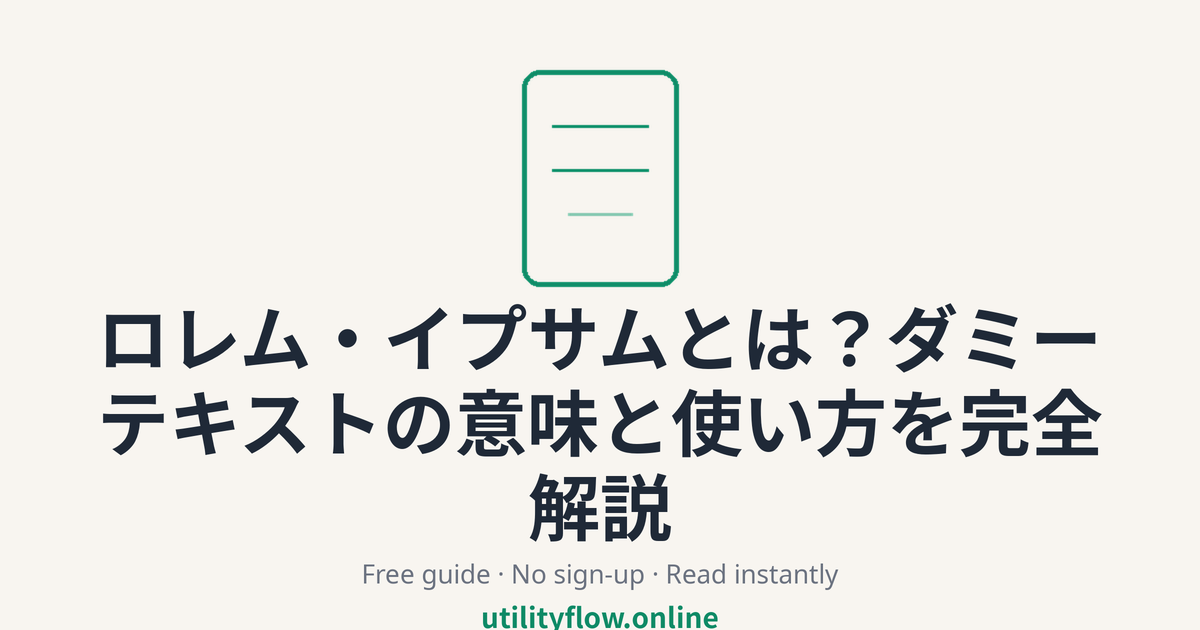 ロレム・イプサムとは？ダミー
テキストの意味と使い方を完全
解説
Free guide · No sign-up · Read instantly
utilityflow.online